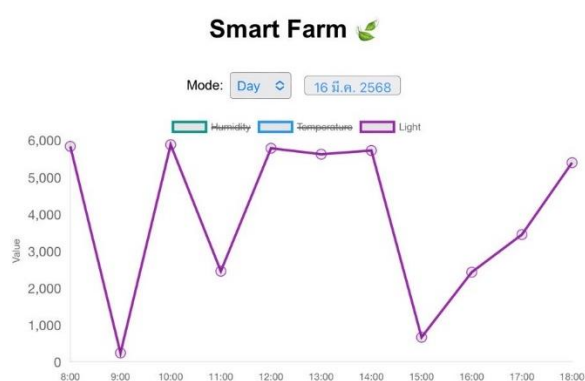 Smart Farm 🍃
Mode: Day 16 มี.ค. 2568
Humidity Temperature Light
6,000
5,000
4,000
3,000
2,000
1,000
0
Value
8:00 9:00 10:00 11:00 12:00 13:00 14:00 15:00 16:00 17:00 18:00